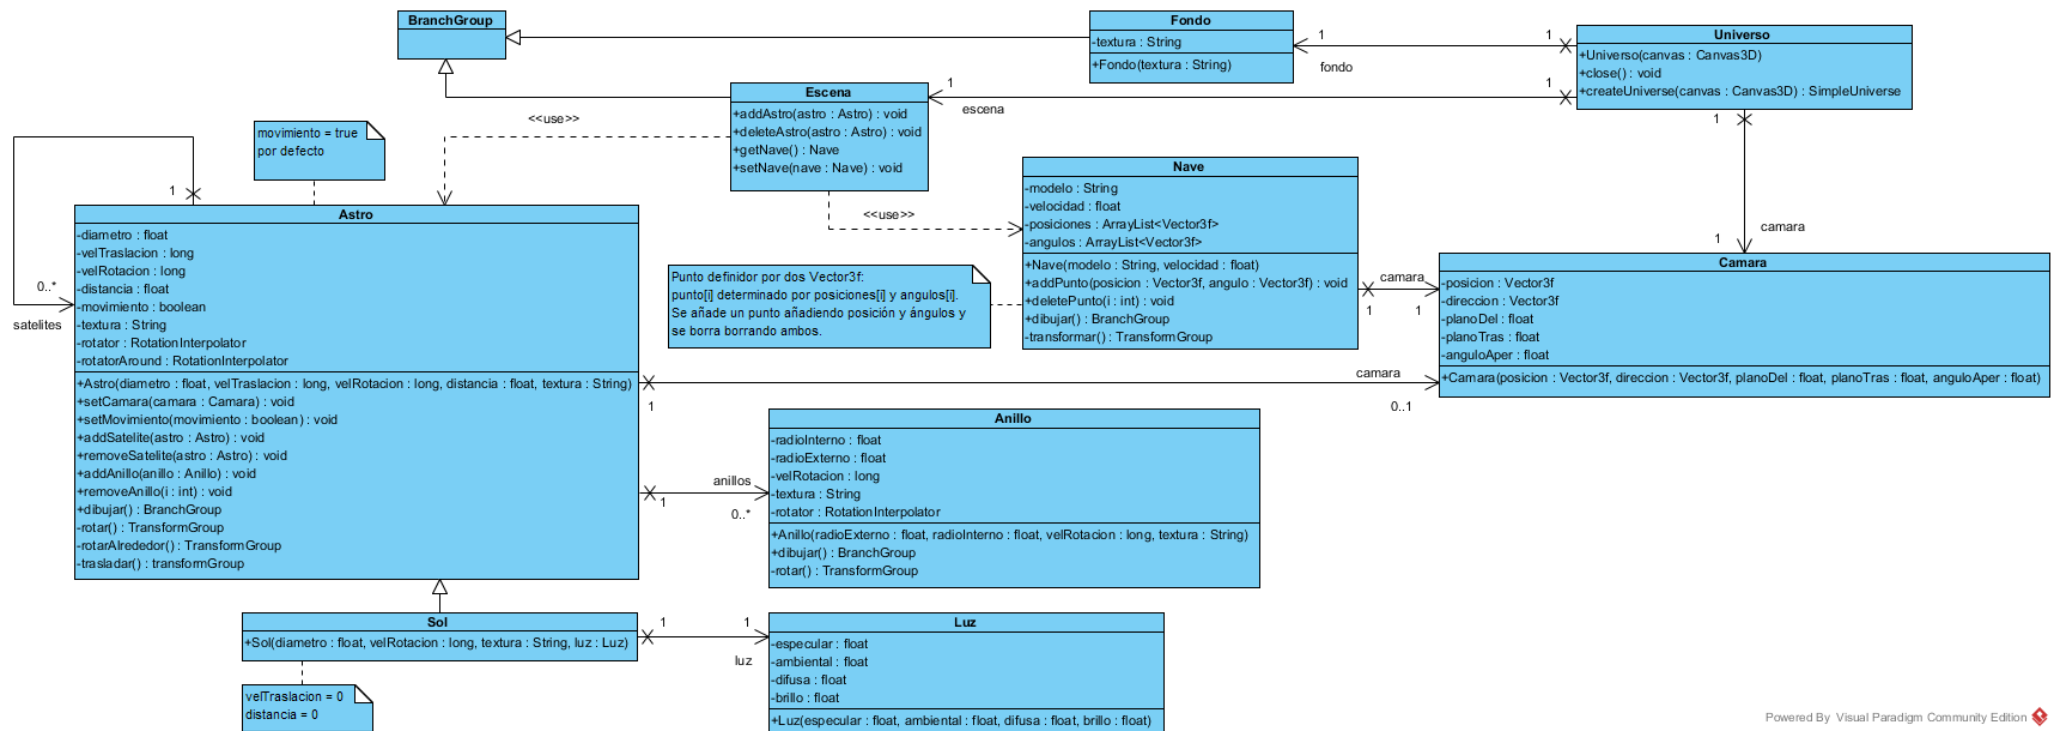 BranchGroup
Fondo
-textura : String
+Fondo(textura : String)
1
1
fondo
Universo
+Universo(canvas : Canvas3D)
+close() : void
+createUniverse(canvas : Canvas3D) : SimpleUniverse
1
1
escena
Escena
+addAstro(astro : Astro) : void
+deleteAstro(astro : Astro) : void
+getNave() : Nave
+setNave(nave : Nave) : void
<<use>>
movimiento = true
por defecto
1
0..*
satelites
<<use>>
1
camara
1
Nave
-modelo : String
-velocidad : float
-posiciones : ArrayList<Vector3f>
-angulos : ArrayList<Vector3f>
+Nave(modelo : String, velocidad : float)
+addPunto(posicion : Vector3f, angulo : Vector3f) : void
+deletePunto(i : int) : void
+dibujar() : BranchGroup
-transformar() : TransformGroup
Punto definidor por dos Vector3f:
punto[i] determinado por posiciones[i] y angulos[i].
Se añade un punto añadiendo posición y ángulos y
se borra borrando ambos.
camara
1
1
Camara
-posicion : Vector3f
-direccion : Vector3f
-planoDel : float
-planoTras : float
-anguloAper : float
+Camara(posicion : Vector3f, direccion : Vector3f, planoDel : float, planoTras : float, anguloAper : float)
Astro
-diametro : float
-velTraslacion : long
-velRotacion : long
-distancia : float
-movimiento : boolean
-textura : String
-rotator : RotationInterpolator
-rotatorAround : RotationInterpolator
+Astro(diametro : float, velTraslacion : long, velRotacion : long, distancia : float, textura : String)
+setCamara(camara : Camara) : void
+setMovimiento(movimiento : boolean) : void
+addSatelite(astro : Astro) : void
+removeSatelite(astro : Astro) : void
+addAnillo(anillo : Anillo) : void
+removeAnillo(i : int) : void
+dibujar() : BranchGroup
-rotar() : TransformGroup
-rotarAlrededor() : TransformGroup
-trasladar() : transformGroup
camara
1
0..1
anillos
1
0..*
Anillo
-radioInterno : float
-radioExterno : float
-velRotacion : long
-textura : String
-rotator : RotationInterpolator
+Anillo(radioExterno : float, radioInterno : float, velRotacion : long, textura : String)
+dibujar() : BranchGroup
-rotar() : TransformGroup
Sol
+Sol(diametro : float, velRotacion : long, textura : String, luz : Luz)
velTraslacion = 0
distancia = 0
1
1
luz
Luz
-especular : float
-ambiental : float
-difusa : float
-brillo : float
+Luz(especular : float, ambiental : float, difusa : float, brillo : float)
Powered By Visual Paradigm Community Edition